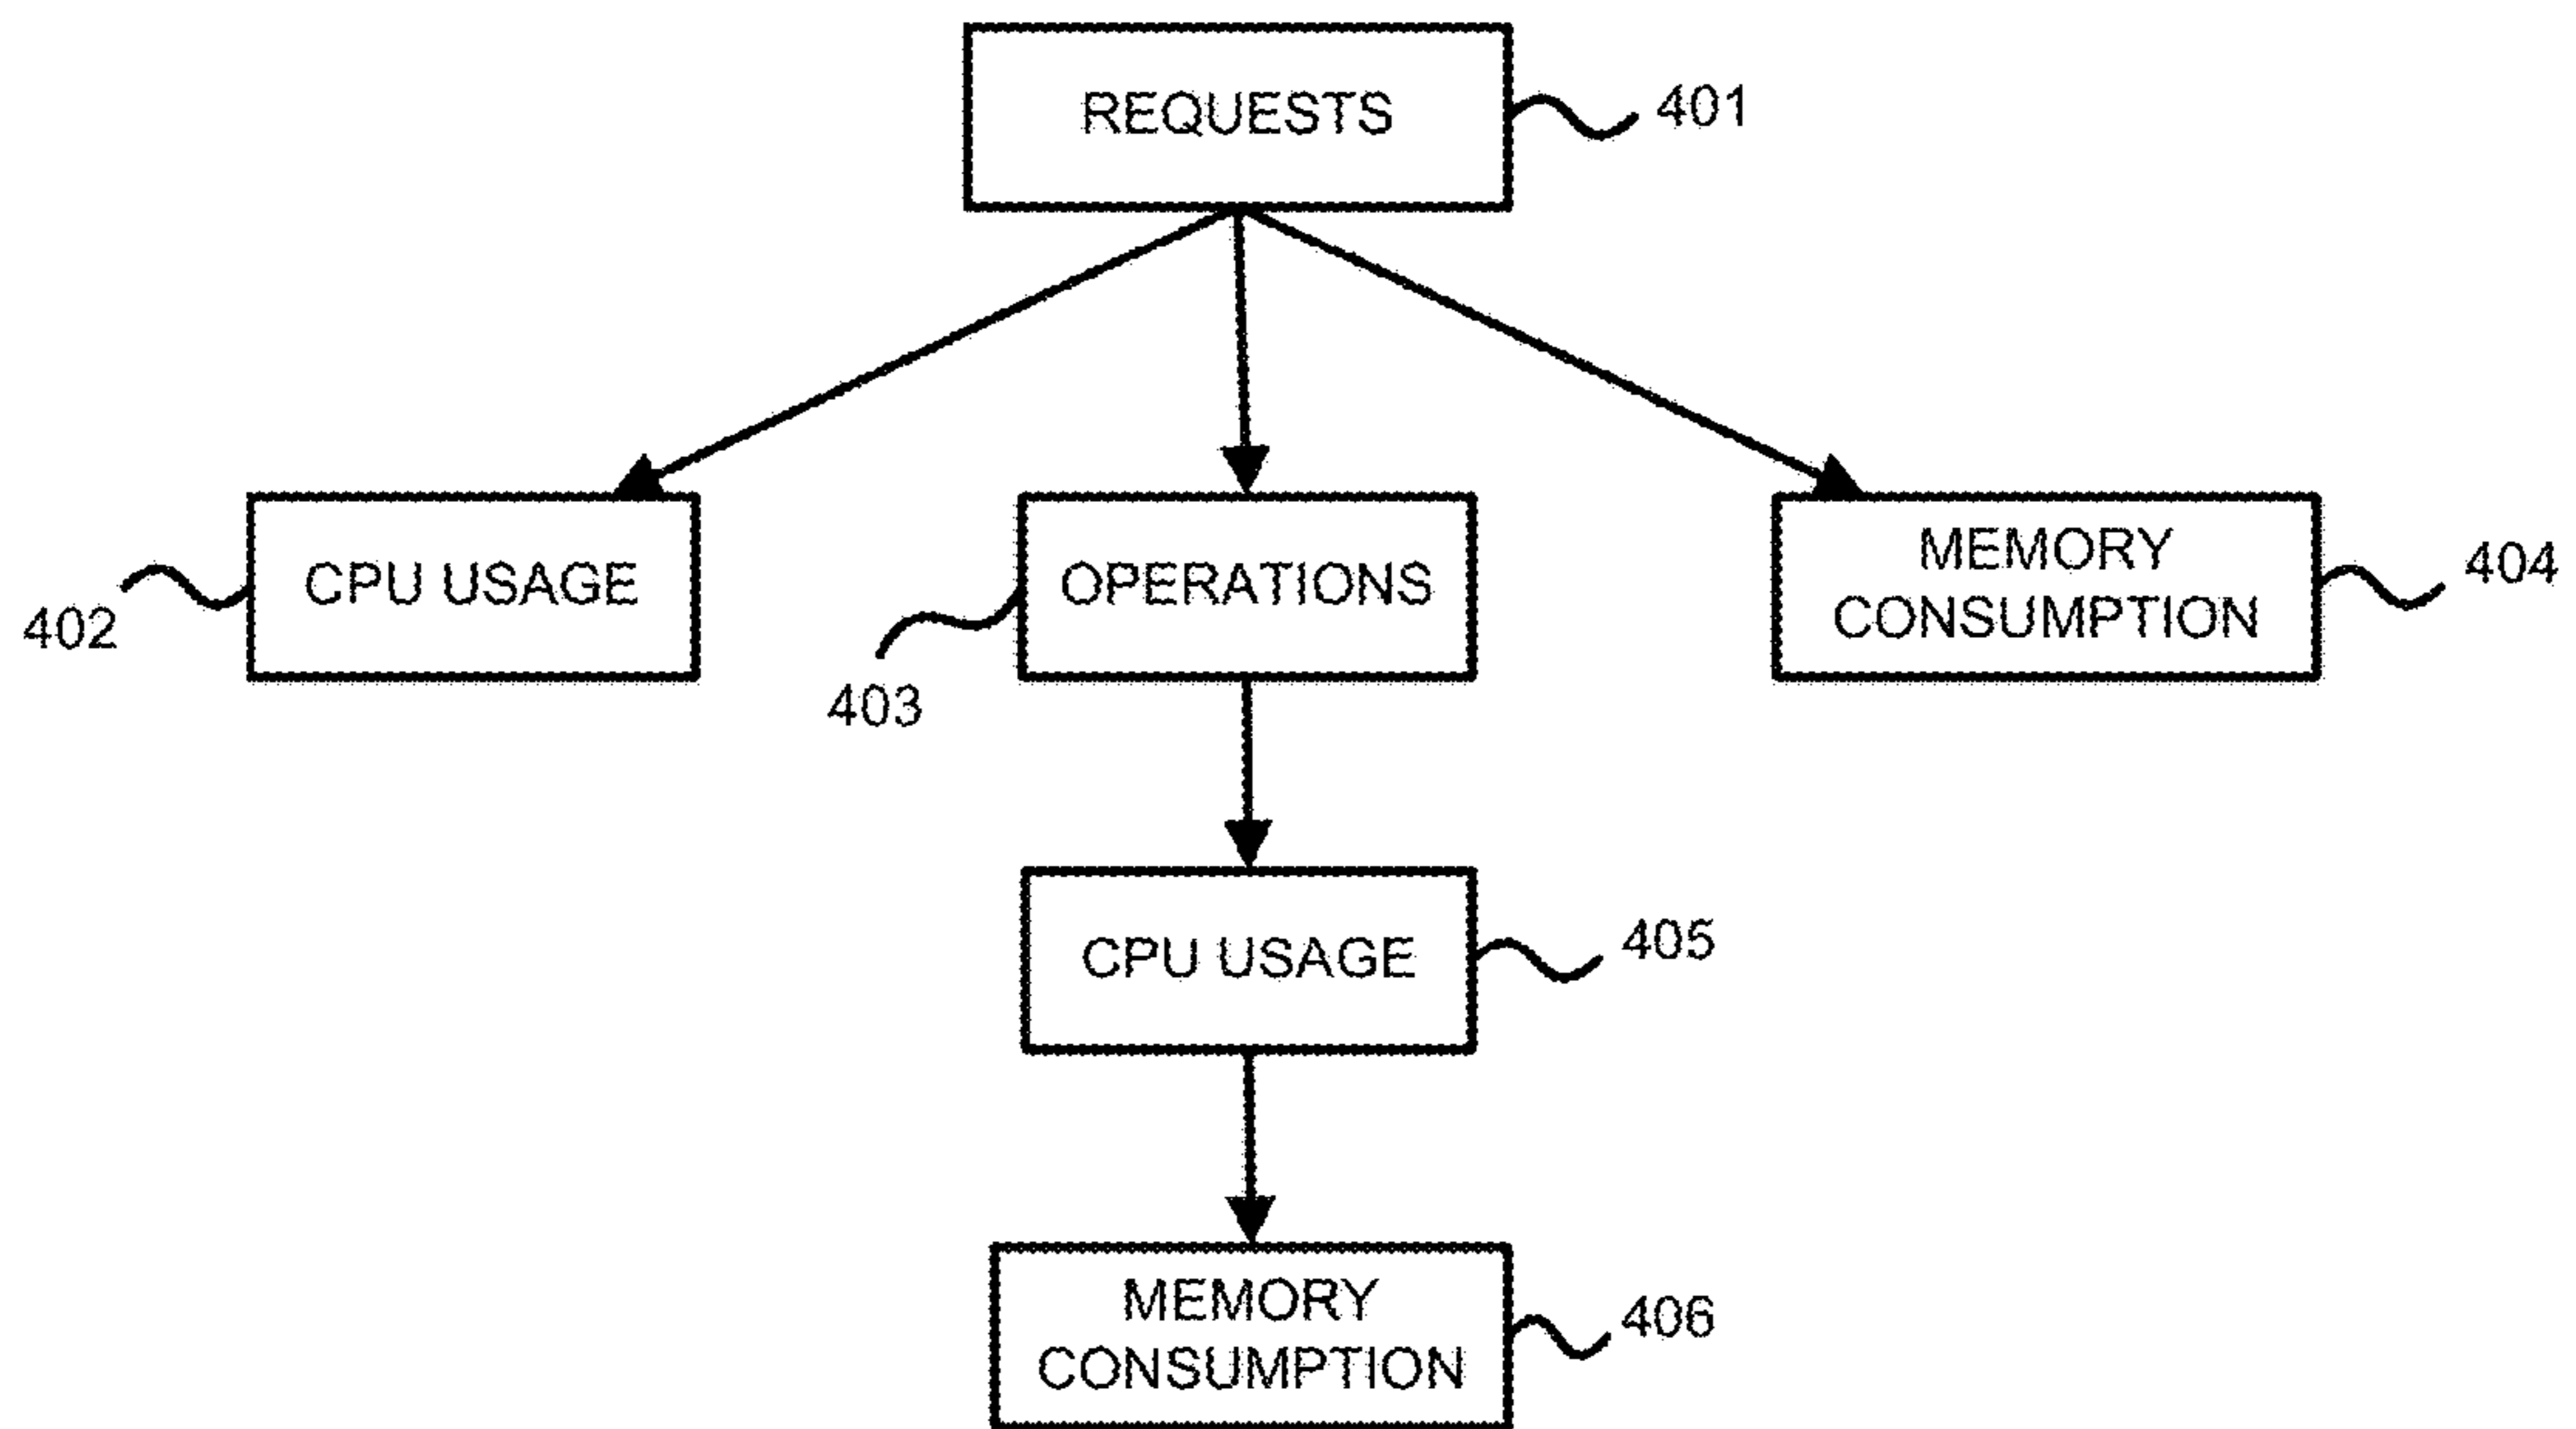 REQUESTS
401
CPU USAGE
402
OPERATIONS
403
MEMORY
CONSUMPTION
404
CPU USAGE
405
MEMORY
CONSUMPTION
406